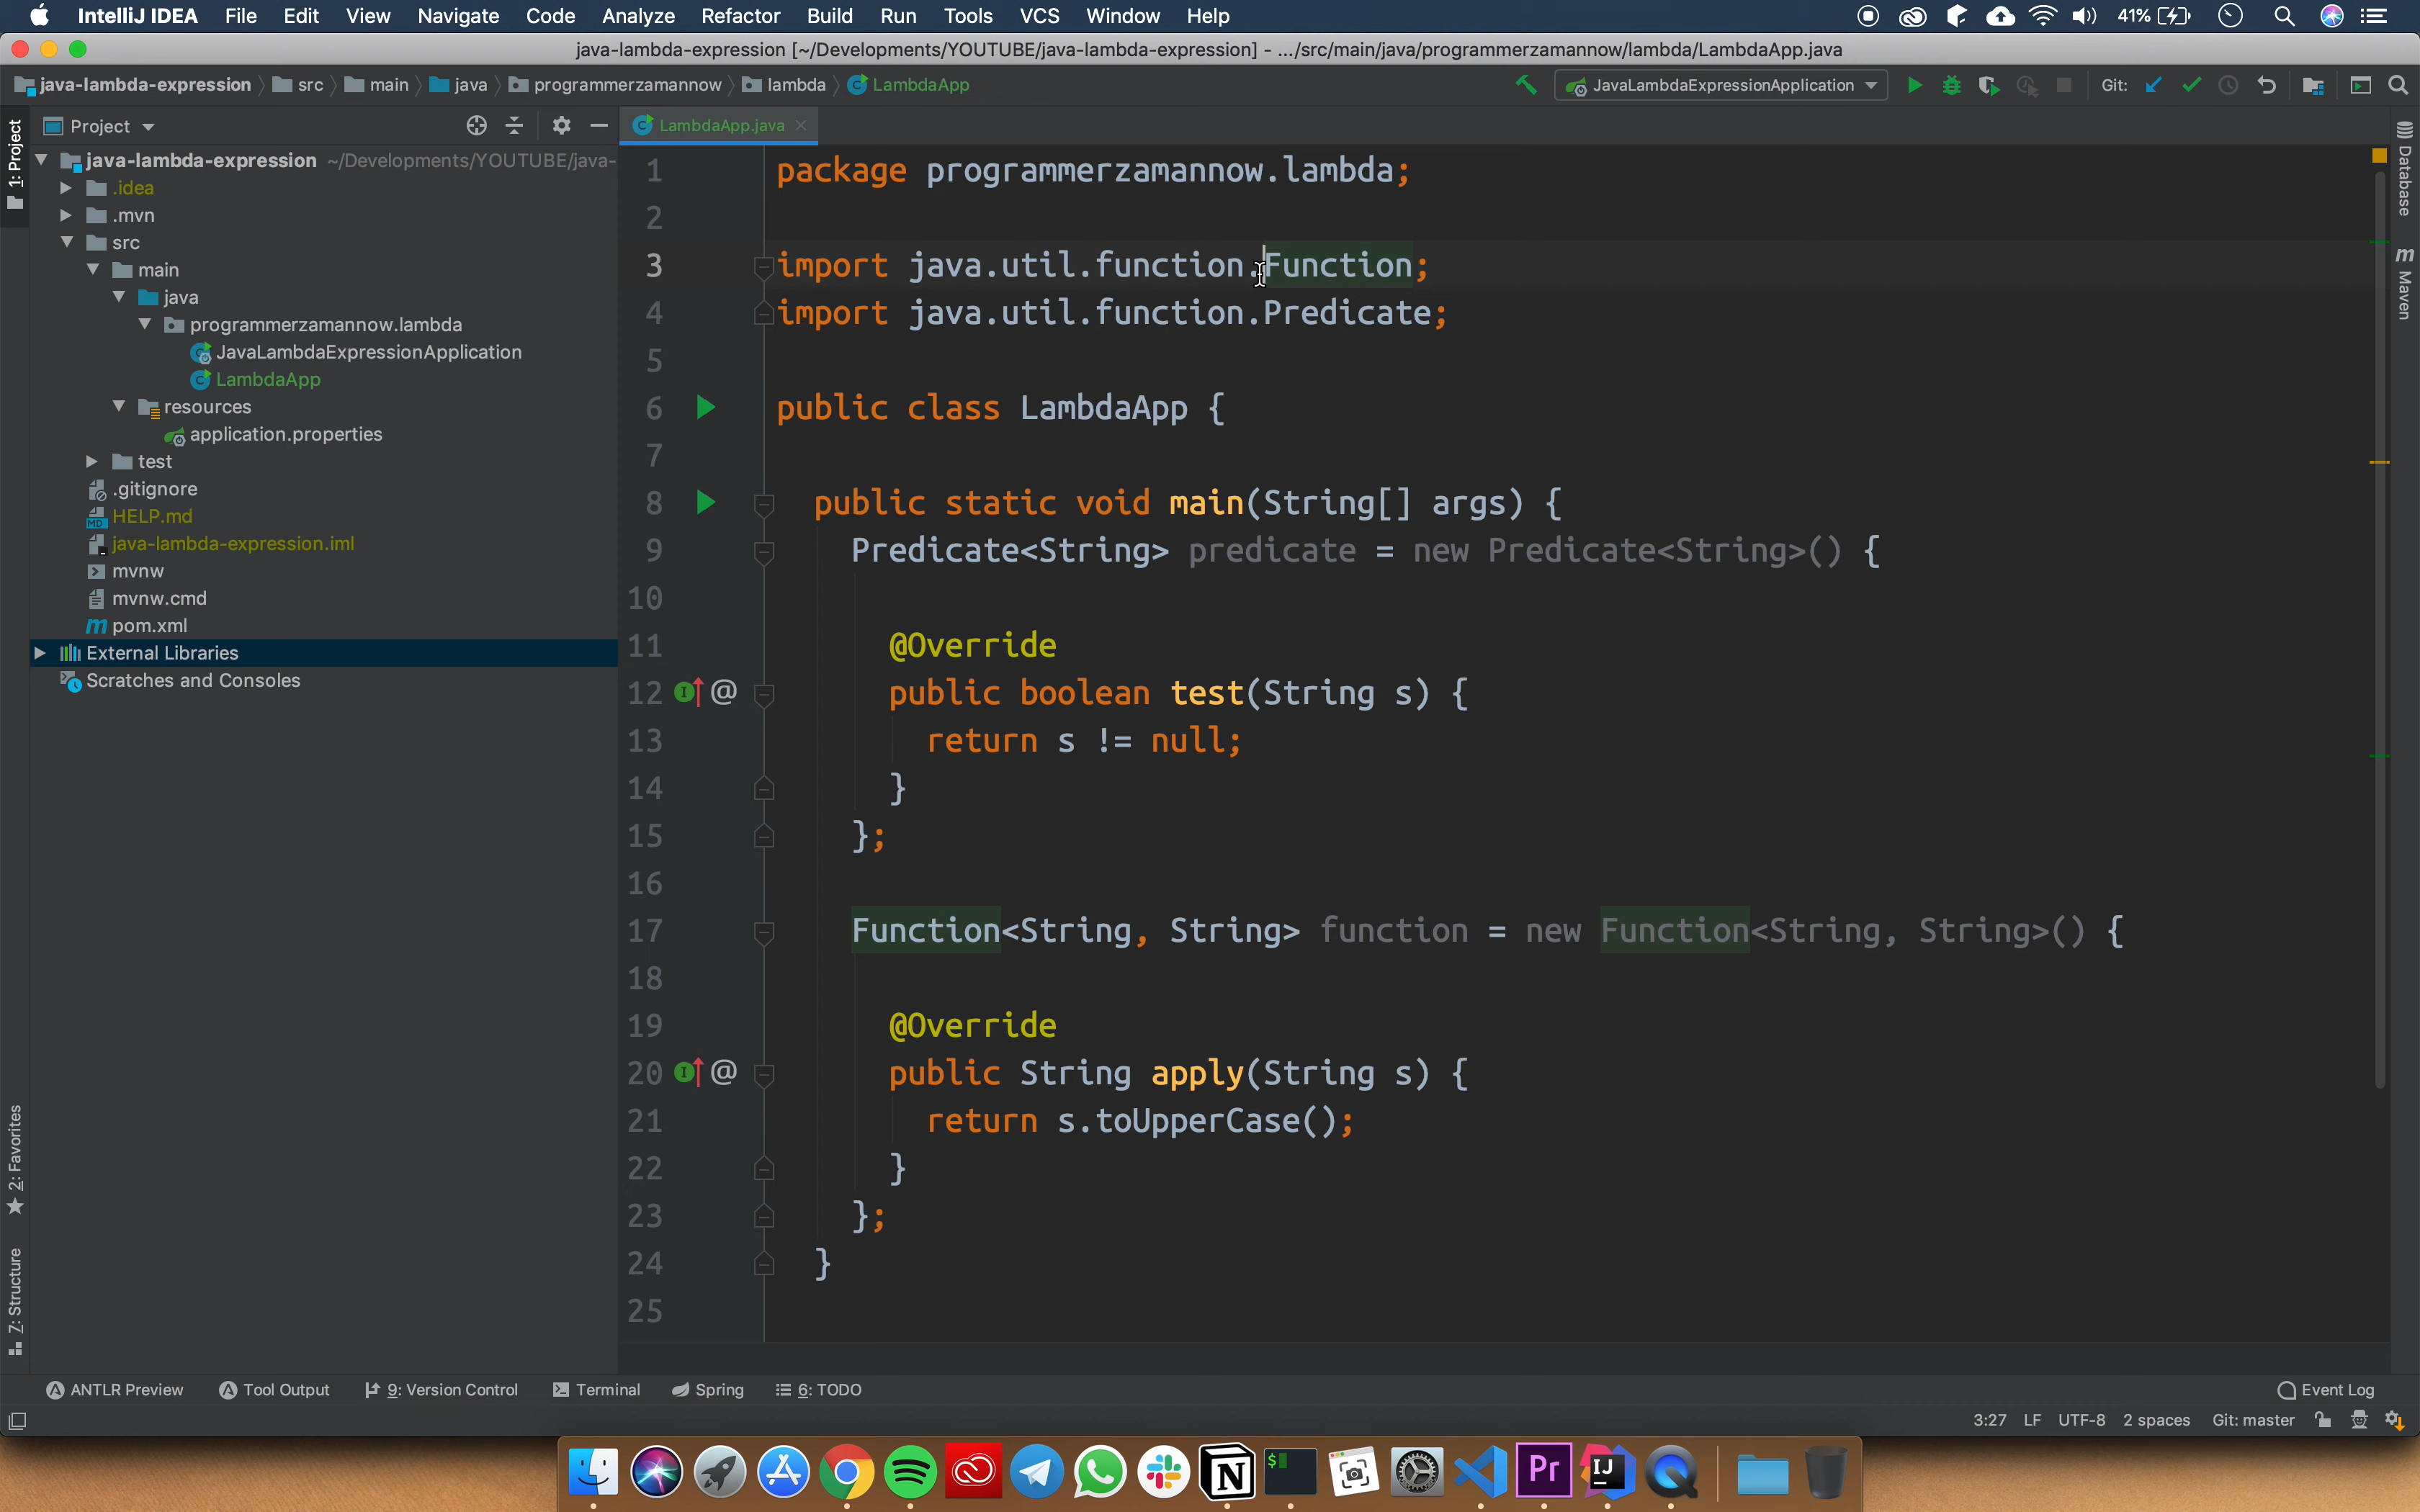 IntelliJ IDEA File Edit View Navigate Code Analyze Refactor Build Run Tools VCS Window Help 41%
java-lambda-expression [~/Developments/YOUTUBE/java-lambda-expression] - .../src/main/java/programmerzamannow/lambda/LambdaApp.java
java-lambda-expression src main java programmerzamannow lambda LambdaApp JavaLambdaExpressionApplication Git:
Project
LambdaApp.java
1: Project
java-lambda-expression ~/Developments/YOUTUBE/java-
.idea
.mvn
src
main
java
programmerzamannow.lambda
JavaLambdaExpressionApplication
LambdaApp
resources
application.properties
test
.gitignore
HELP.md
java-lambda-expression.iml
mvnw
mvnw.cmd
pom.xml
External Libraries
Scratches and Consoles
2: Favorites
7: Structure
1 package programmerzamannow.lambda;
2
3 import java.util.function.Function;
4 import java.util.function.Predicate;
5
6 public class LambdaApp {
7
8 public static void main(String[] args) {
9 Predicate<String> predicate = new Predicate<String>() {
10
11 @Override
12 @ public boolean test(String s) {
13 return s != null;
14 }
15 };
16
17 Function<String, String> function = new Function<String, String>() {
18
19 @Override
20 @ public String apply(String s) {
21 return s.toUpperCase();
22 }
23 };
24 }
25
Database
Maven
ANTLR Preview Tool Output 9: Version Control Terminal Spring 6: TODO Event Log
3:27 LF UTF-8 2 spaces Git: master
Pr IJ